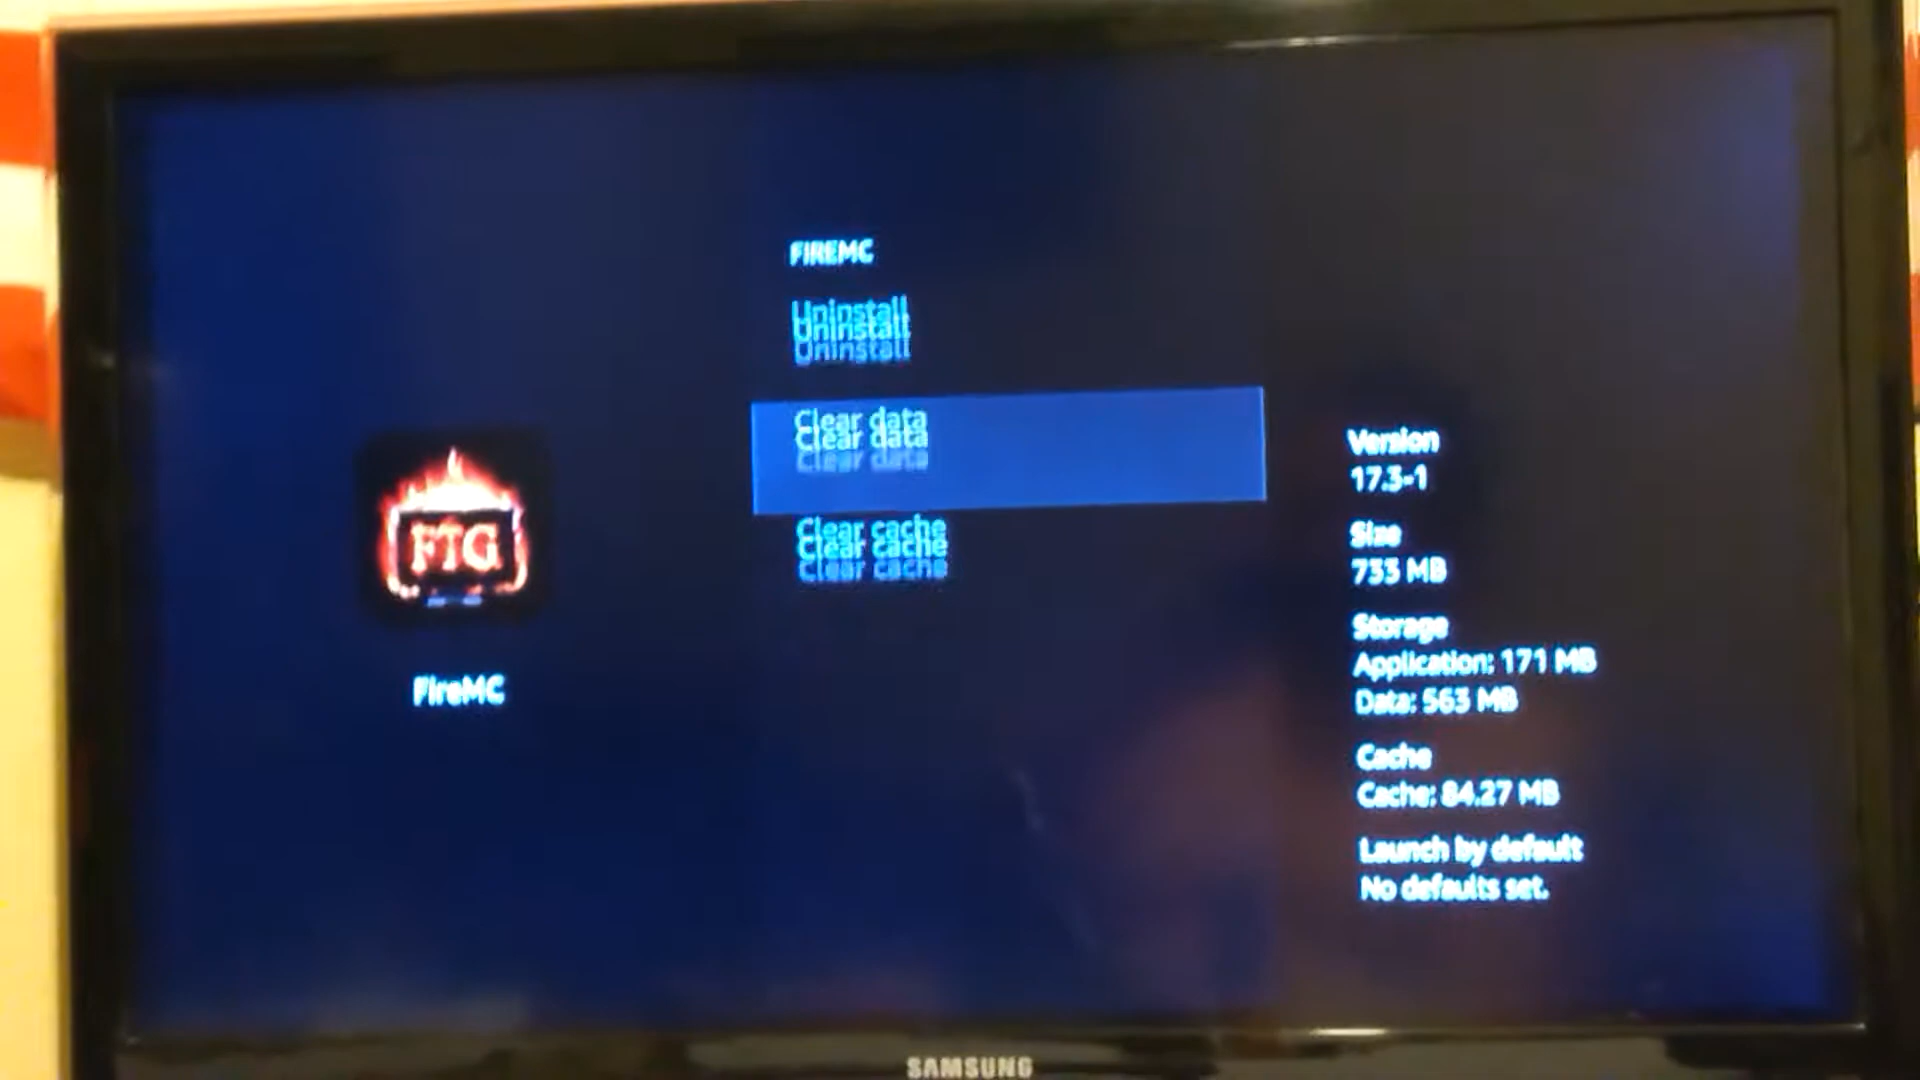 FIREMC
Uninstall
Clear data
Clear cache
FTG
FireMC
Version
17.3-1
Size
733 MB
Storage
Application: 171 MB
Data: 563 MB
Cache
Cache: 84.27 MB
Launch by default
No defaults set.
SAMSUNG